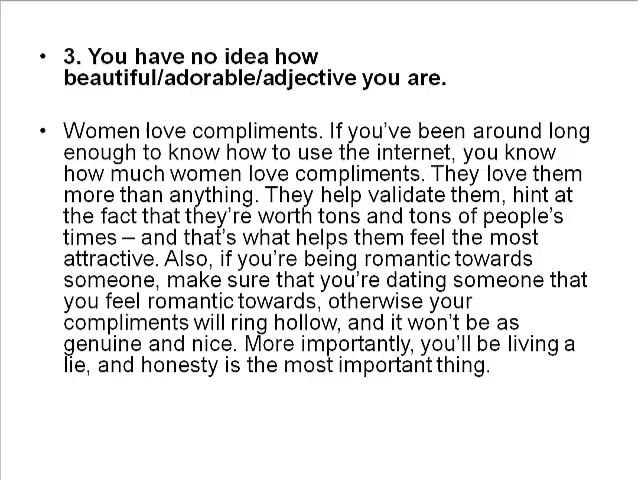 • 3. You have no idea how
beautiful/adorable/adjective you are.
• Women love compliments. If you’ve been around long
enough to know how to use the internet, you know
how much women love compliments. They love them
more than anything. They help validate them, hint at
the fact that they’re worth tons and tons of people’s
times – and that’s what helps them feel the most
attractive. Also, if you’re being romantic towards
someone, make sure that you’re dating someone that
you feel romantic towards, otherwise your
compliments will ring hollow, and it won’t be as
genuine and nice. More importantly, you’ll be living a
lie, and honesty is the most important thing.